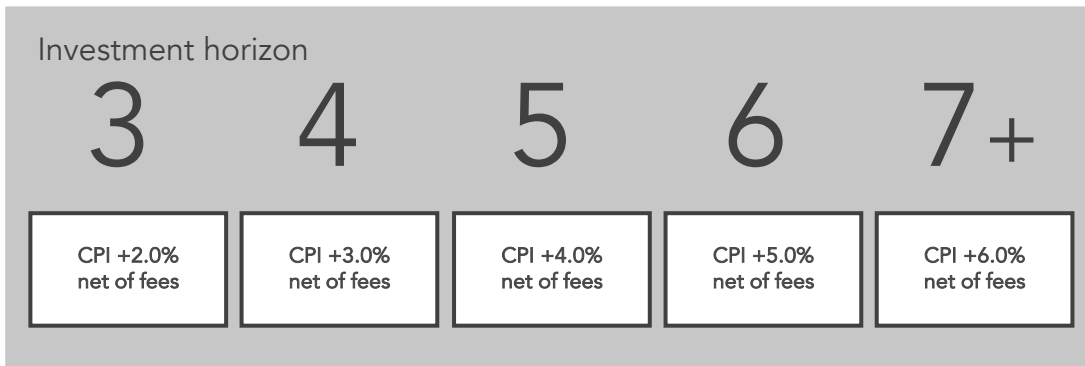 Investment horizon
3 4 5 6 7+
CPI +2.0%
net of fees
CPI +3.0%
net of fees
CPI +4.0%
net of fees
CPI +5.0%
net of fees
CPI +6.0%
net of fees